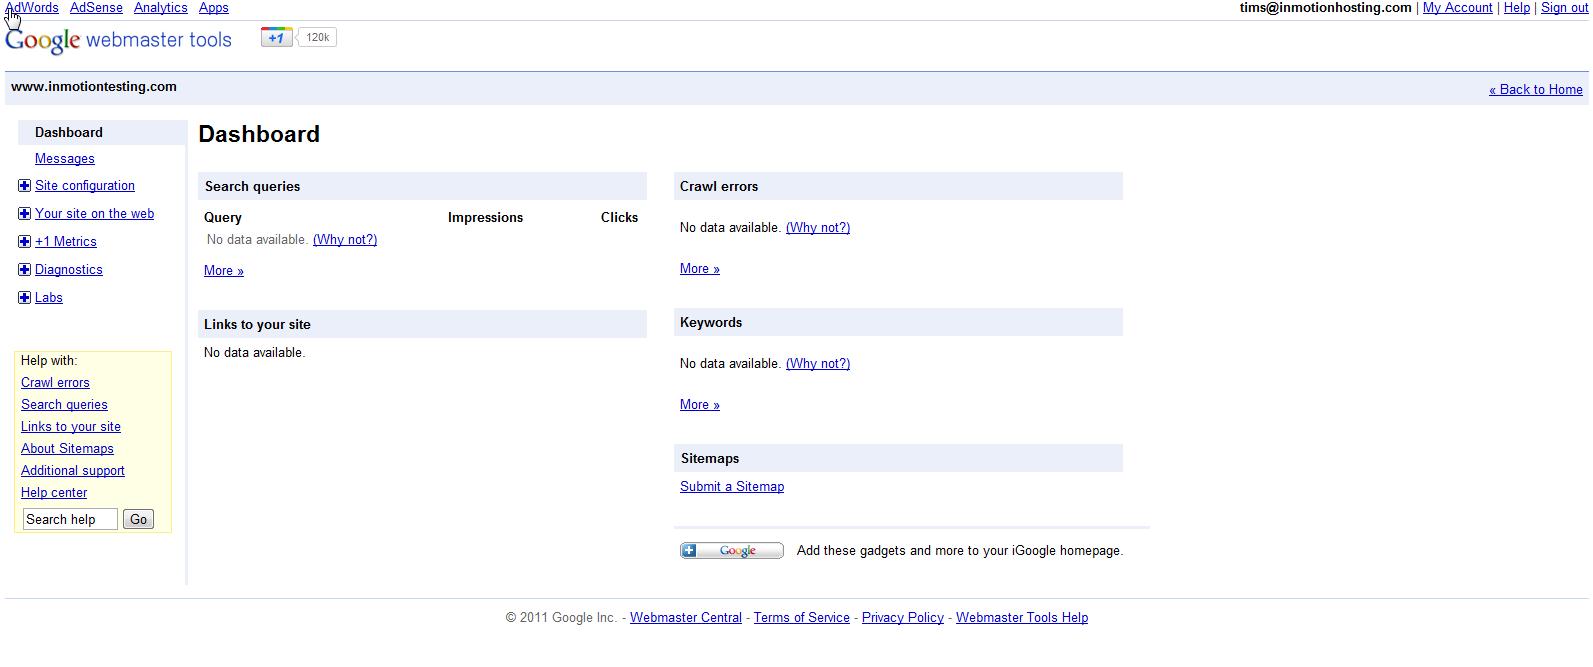 AdWords AdSense Analytics Apps tims@inmotionhosting.com | My Account | Help | Sign out
Google webmaster tools +1 120k
www.inmotiontesting.com « Back to Home
Dashboard
Messages
Site configuration
Your site on the web
+1 Metrics
Diagnostics
Labs
Help with:
Crawl errors
Search queries
Links to your site
About Sitemaps
Additional support
Help center
Search help Go
Dashboard
Search queries
Query Impressions Clicks
No data available. (Why not?)
More »
Links to your site
No data available.
Crawl errors
No data available. (Why not?)
More »
Keywords
No data available. (Why not?)
More »
Sitemaps
Submit a Sitemap
Google Add these gadgets and more to your iGoogle homepage.
© 2011 Google Inc. - Webmaster Central - Terms of Service - Privacy Policy - Webmaster Tools Help